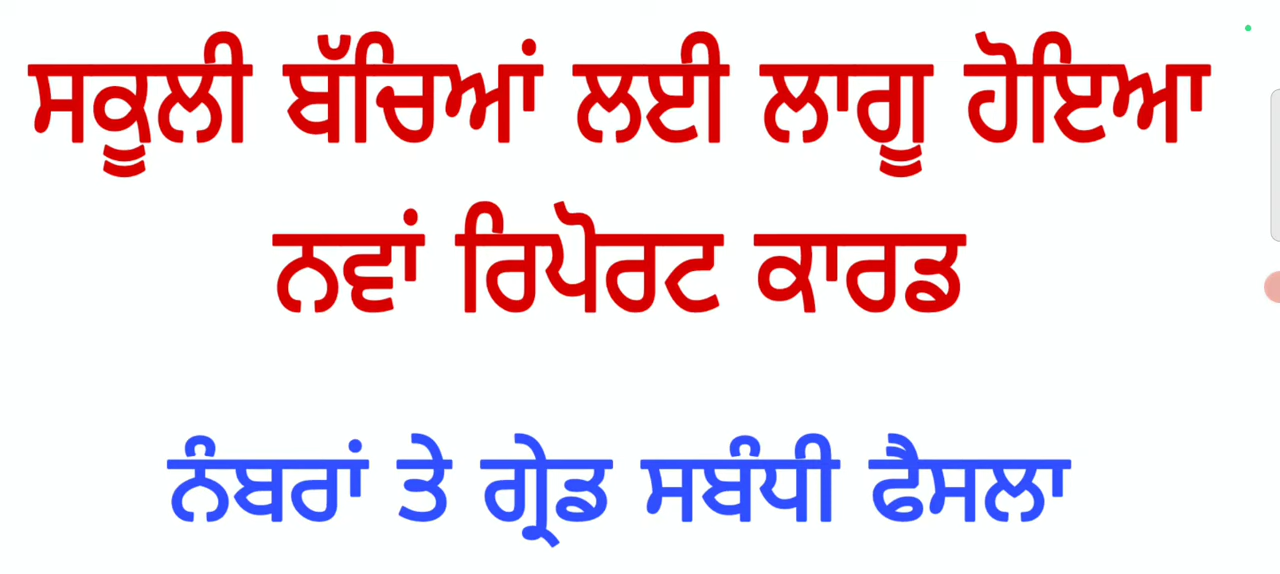 ਸਕੂਲੀ ਬੱਚਿਆਂ ਲਈ ਲਾਗੂ ਹੋਇਆ
ਨਵਾਂ ਰਿਪੋਰਟ ਕਾਰਡ
ਨੰਬਰਾਂ ਤੇ ਗ੍ਰੇਡ ਸਬੰਧੀ ਫੈਸਲਾ